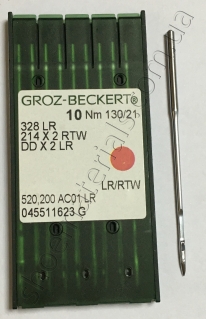 GROZ-BECKERT®
10 Nm 130/21
328 LR
214 X 2 RTW
DD X 2 LR
LR/RTW
520,200 AC01 LR
045511623 G